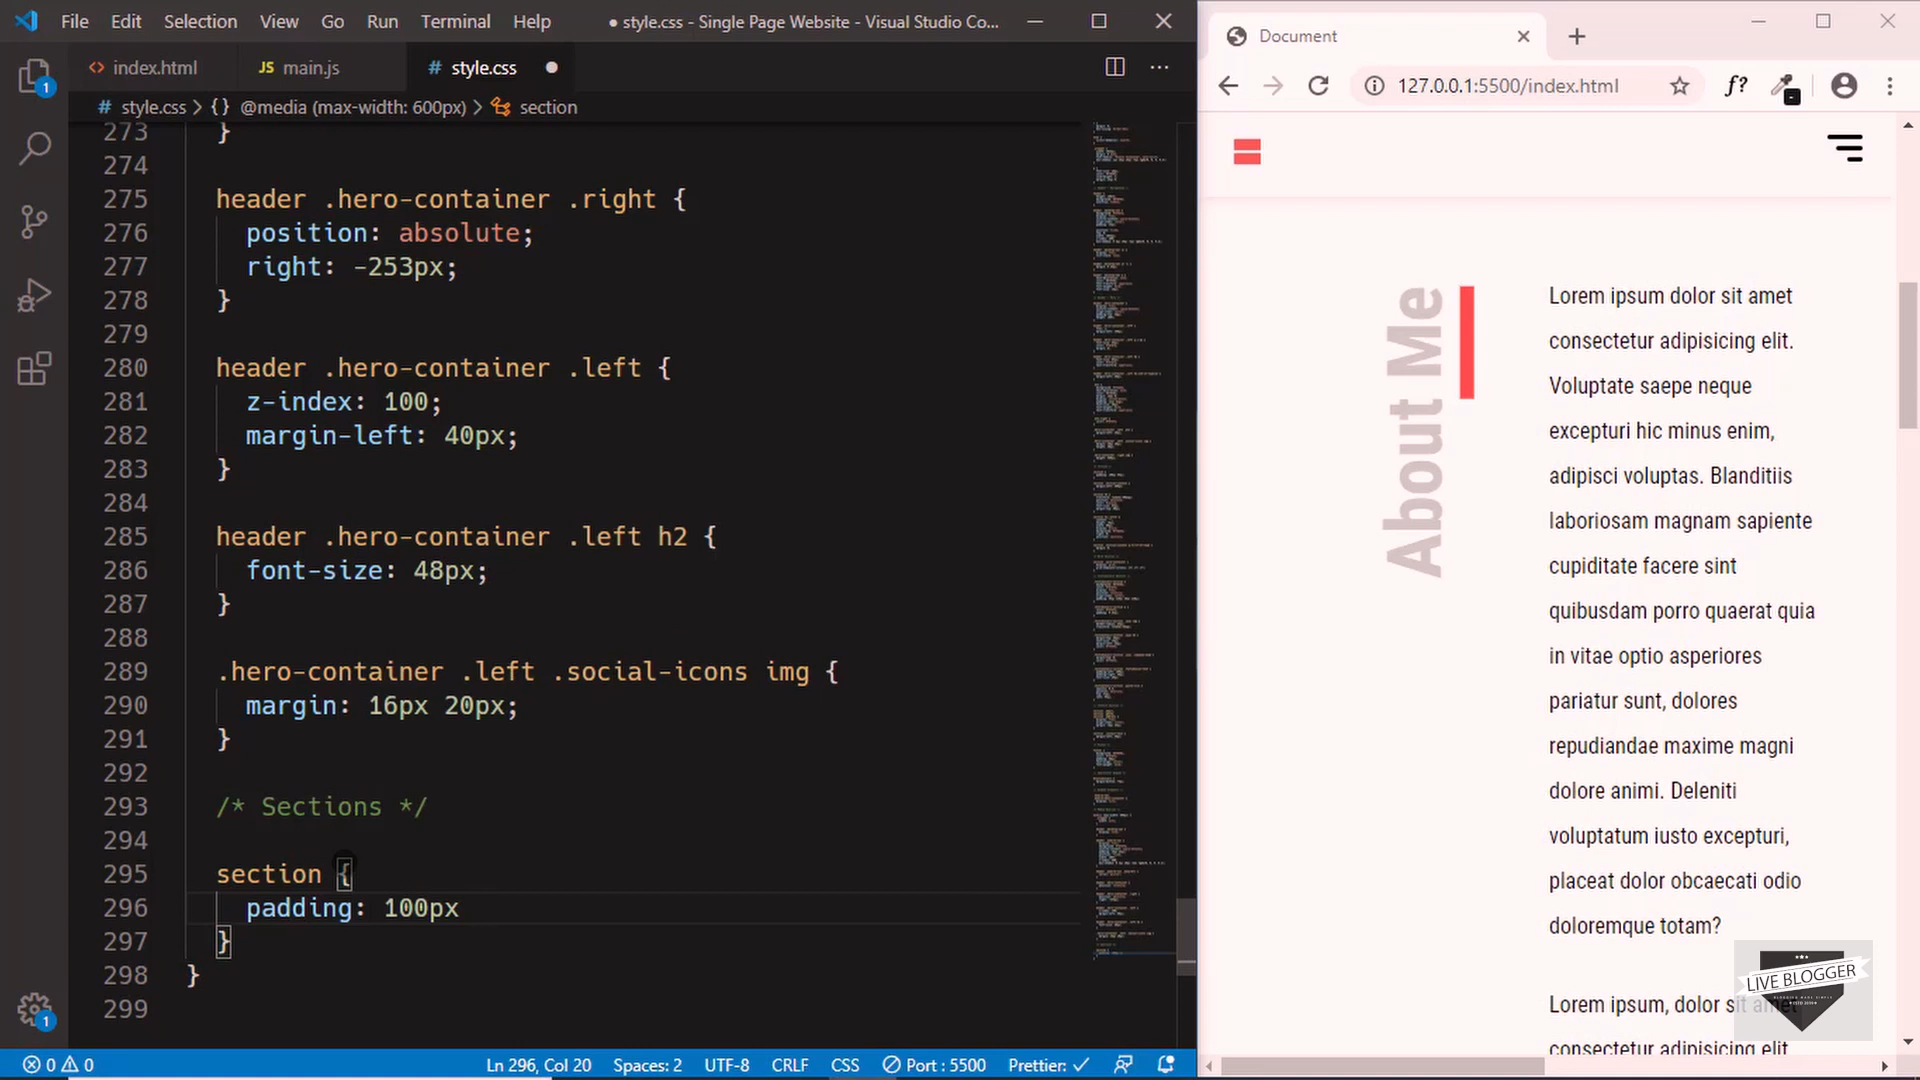 File Edit Selection View Go Run Terminal Help ● style.css - Single Page Website - Visual Studio Co...
<> index.html JS main.js # style.css ●
# style.css > {} @media (max-width: 600px) > section
273 }
274
275 header .hero-container .right {
276 position: absolute;
277 right: -253px;
278 }
279
280 header .hero-container .left {
281 z-index: 100;
282 margin-left: 40px;
283 }
284
285 header .hero-container .left h2 {
286 font-size: 48px;
287 }
288
289 .hero-container .left .social-icons img {
290 margin: 16px 20px;
291 }
292
293 /* Sections */
294
295 section {
296 padding: 100px
297 }
298 }
299
1
1
0 0 Ln 296, Col 20 Spaces: 2 UTF-8 CRLF CSS Port : 5500 Prettier: ✓
Document
127.0.0.1:5500/index.html f?
About Me
Lorem ipsum dolor sit amet
consectetur adipisicing elit.
Voluptate saepe neque
excepturi hic minus enim,
adipisci voluptas. Blanditiis
laboriosam magnam sapiente
cupiditate facere sint
quibusdam porro quaerat quia
in vitae optio asperiores
pariatur sunt, dolores
repudiandae maxime magni
dolore animi. Deleniti
voluptatum iusto excepturi,
placeat dolor obcaecati odio
doloremque totam?
Lorem ipsum, dolor sit amet
consectetur adipisicing elit
LIVE BLOGGER